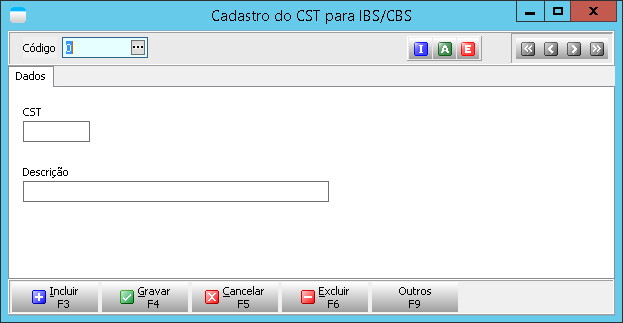 Cadastro do CST para IBS/CBS
Código 0 ... I A E
Dados
CST
Descrição
Incluir Gravar Cancelar Excluir Outros
F3 F4 F5 F6 F9